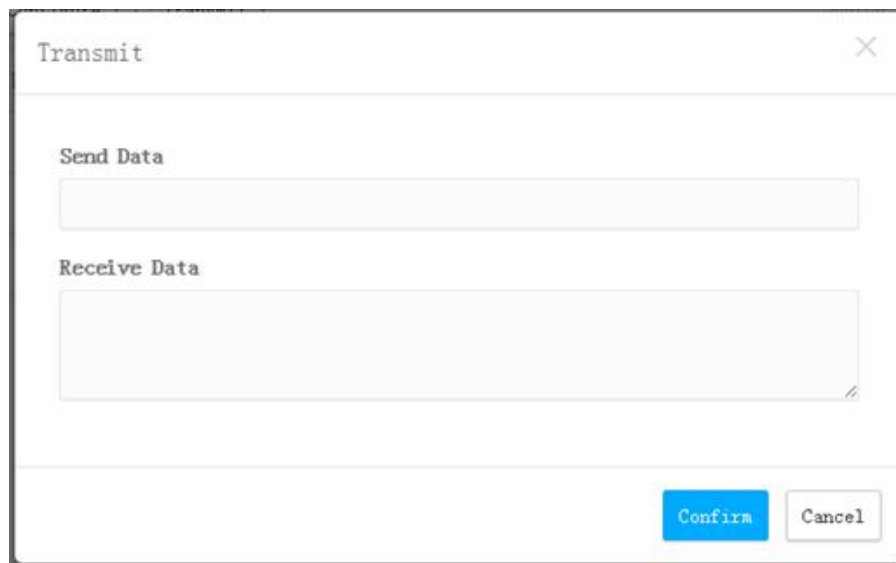 Transmit
Send Data
Receive Data
Confirm
Cancel